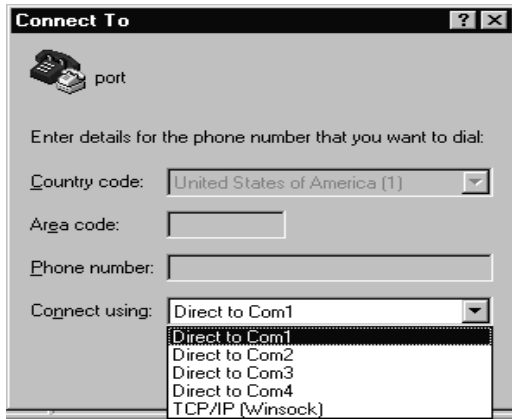 Connect To
port
Enter details for the phone number that you want to dial:
Country code: United States of America (1)
Area code:
Phone number:
Connect using: Direct to Com1
Direct to Com1
Direct to Com2
Direct to Com3
Direct to Com4
TCP/IP (Winsock)